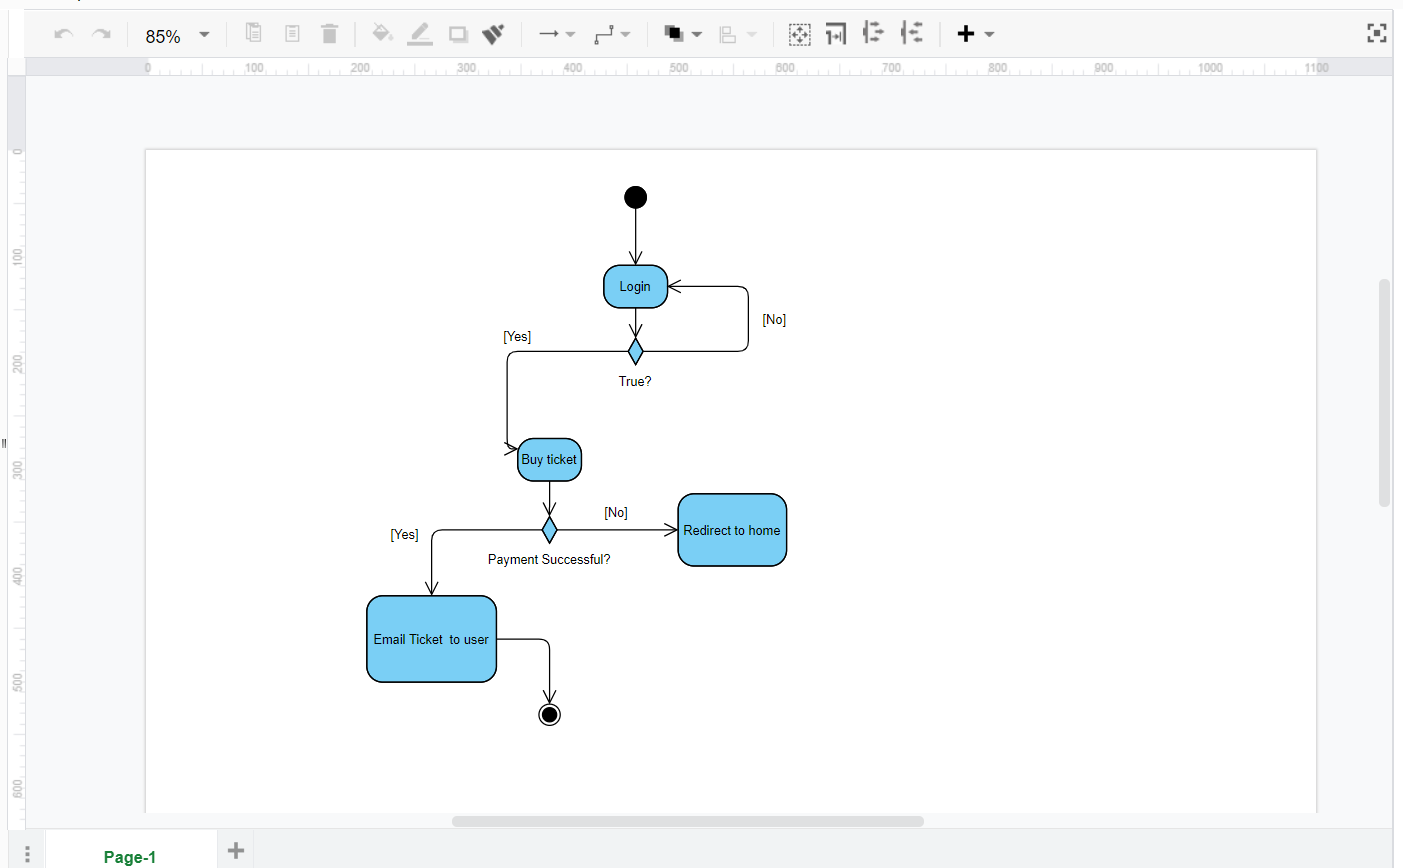 85%
0 100 200 300 400 500 600 700 800 900 1000 1100
0
100
200
300
400
500
600
Login
[No]
[Yes]
True?
Buy ticket
[No]
[Yes]
Redirect to home
Payment Successful?
Email Ticket  to user
Page-1